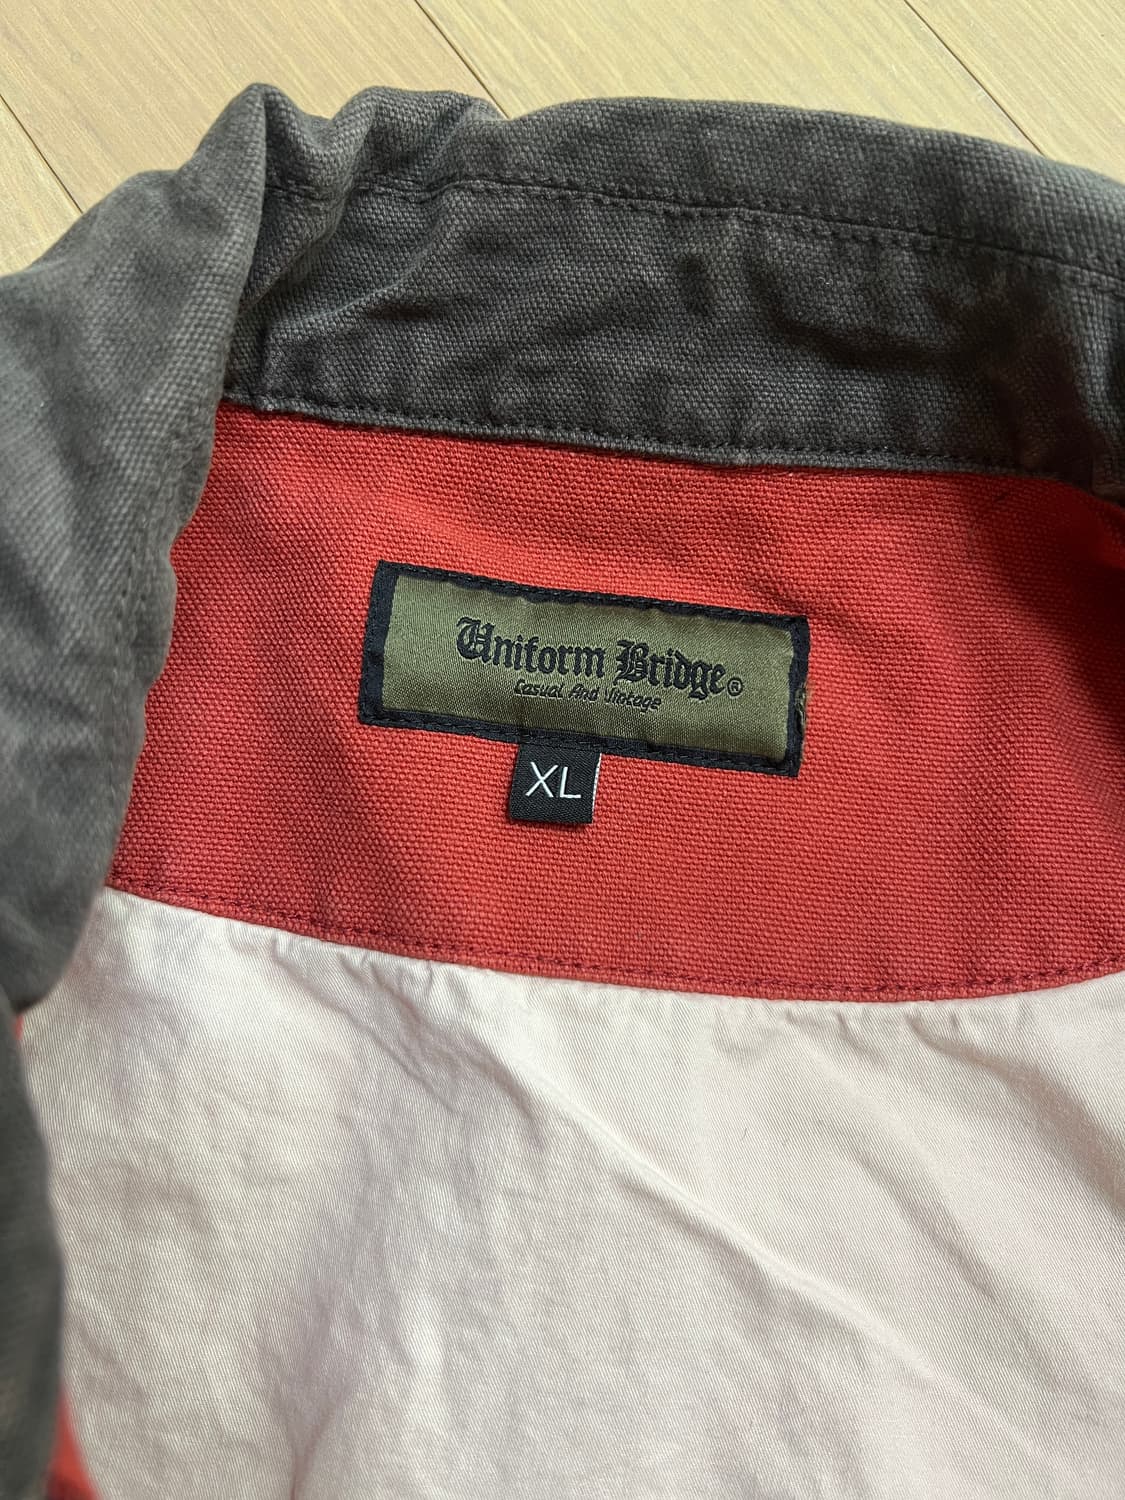 Uniform Bridge®
Casual And Vintage
XL